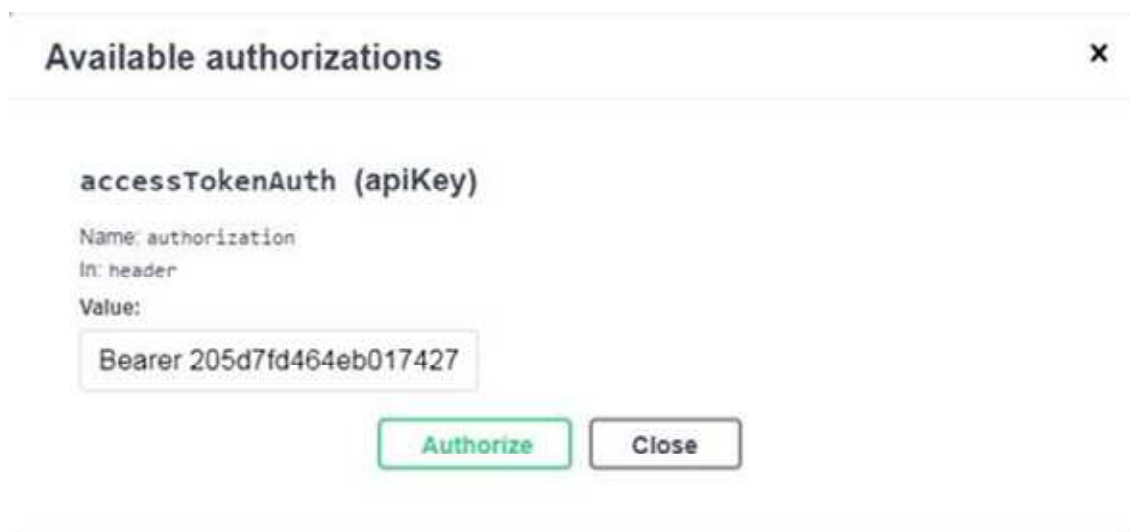 Available authorizations
accessTokenAuth (apiKey)
Name: authorization
In: header
Value:
Bearer 205d7fd464eb017427
Authorize Close